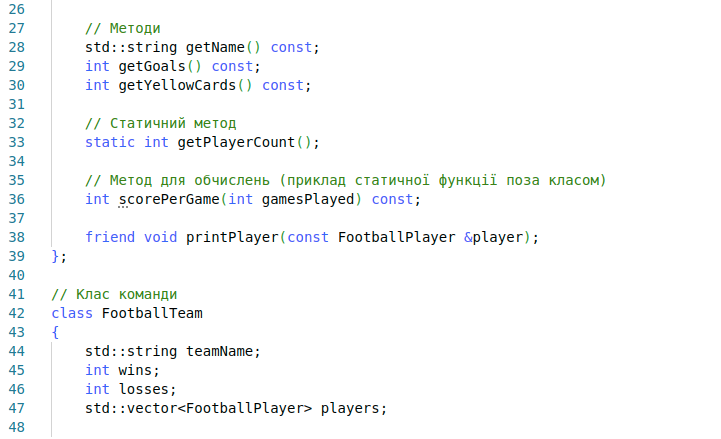 26
27 // Методи
28 std::string getName() const;
29 int getGoals() const;
30 int getYellowCards() const;
31
32 // Статичний метод
33 static int getPlayerCount();
34
35 // Метод для обчислень (приклад статичної функції поза класом)
36 int scorePerGame(int gamesPlayed) const;
37
38 friend void printPlayer(const FootballPlayer &player);
39 };
40
41 // Клас команди
42 class FootballTeam
43 {
44 std::string teamName;
45 int wins;
46 int losses;
47 std::vector<FootballPlayer> players;
48